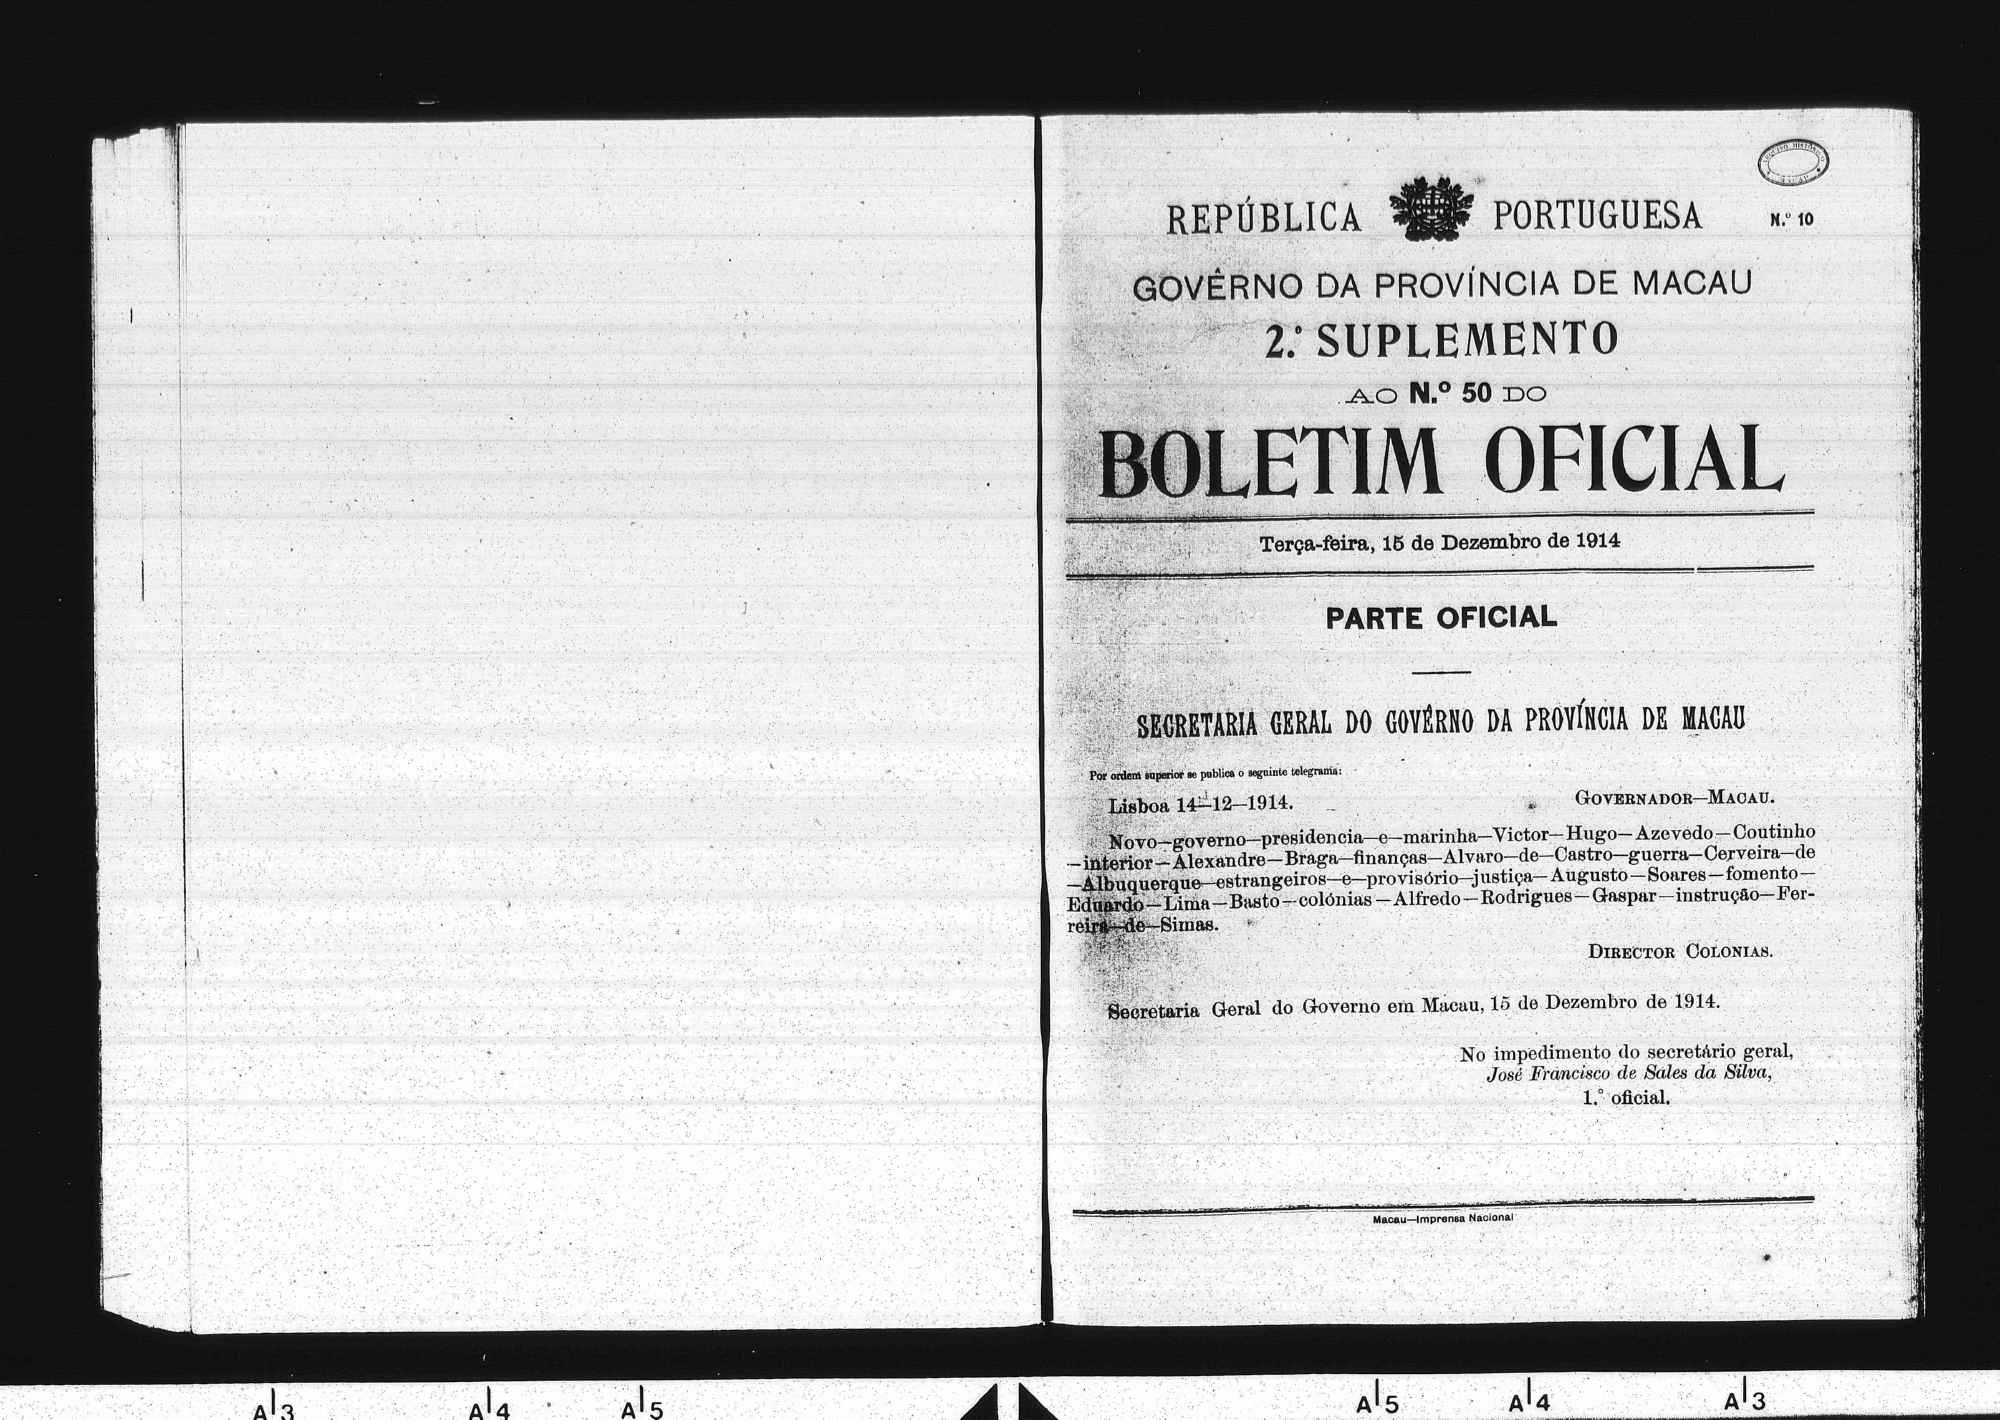 REPÚBLICA PORTUGUESA
N.º 10
GOVÊRNO DA PROVÍNCIA DE MACAU
2.º SUPLEMENTO
AO N.º 50 DO
BOLETIM OFICIAL
Terça-feira, 15 de Dezembro de 1914
PARTE OFICIAL
SECRETARIA GERAL DO GOVÊRNO DA PROVÍNCIA DE MACAU
Por ordem superior se publica o seguinte telegrama:
Lisboa 14—12—1914.
GOVERNADOR—MACAU.
Novo—governo—presidencia—e—marinha—Victor—Hugo—Azevedo—Coutinho
—interior—Alexandre—Braga—finanças—Alvaro—de—Castro—guerra—Cerveira—de
—Albuquerque—estrangeiros—e—provisório—justiça—Augusto—Soares—fomento—
Eduardo—Lima—Basto—colónias—Alfredo—Rodrigues—Gaspar—instrução—Fer-
reira—de—Simas.
DIRECTOR COLONIAS.
Secretaria Geral do Governo em Macau, 15 de Dezembro de 1914.
No impedimento do secretário geral,
José Francisco de Sales da Silva,
1.º oficial.
Macau—Imprensa Nacional
A|3 A|4 A|5 A|5 A|4 A|3